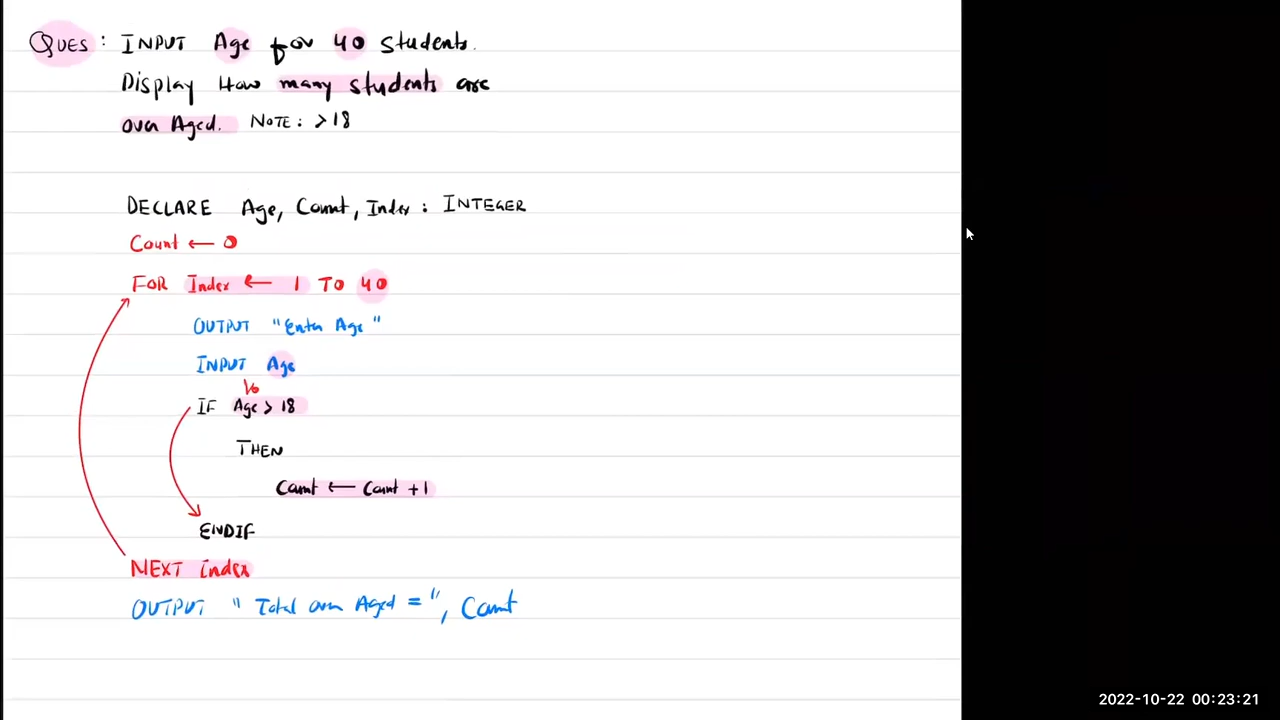 QUES: INPUT Age for 40 students.
Display How many students are
over Aged. NOTE: >18
DECLARE Age, Count, Index : INTEGER
Count ← 0
FOR Index ← 1 TO 40
OUTPUT "Enter Age"
INPUT Age
16
IF Age > 18
THEN
Count ← Count +1
ENDIF
NEXT Index
OUTPUT "Total over Aged = ", Count
2022-10-22 00:23:21